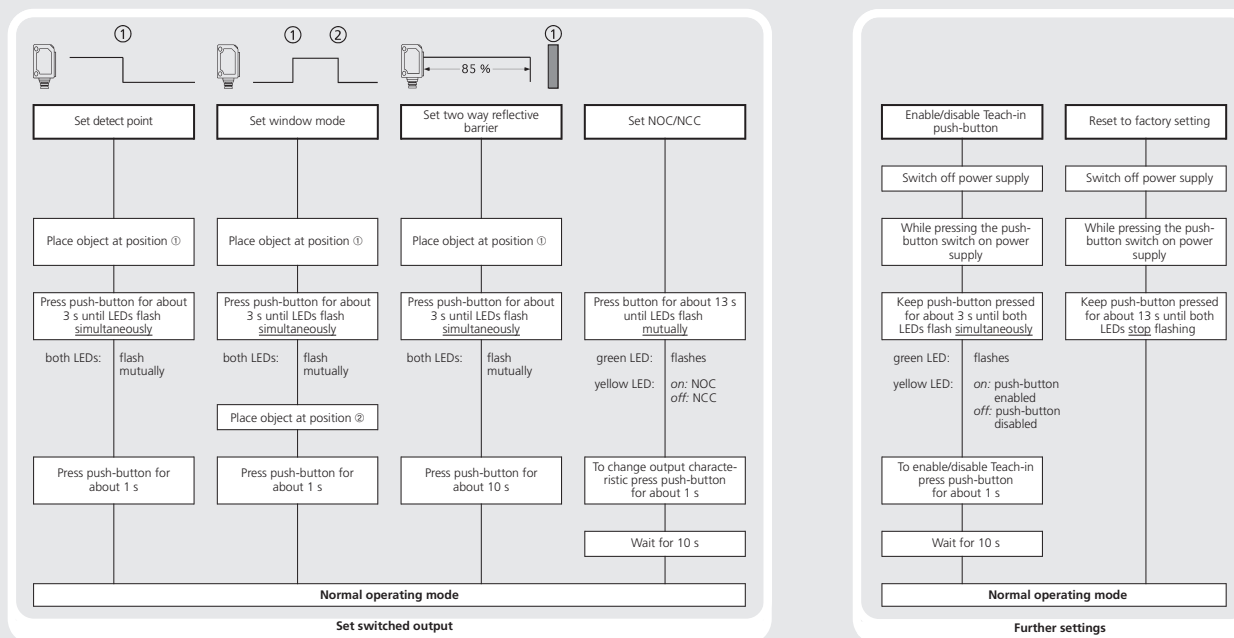 ①
① ②
①
85 %
Set detect point
Place object at position ①
Press push-button for about
3 s until LEDs flash
simultaneously
both LEDs: flash
mutually
Press push-button for
about 1 s
Set window mode
Place object at position ①
Press push-button for about
3 s until LEDs flash
simultaneously
both LEDs: flash
mutually
Place object at position ②
Press push-button for
about 1 s
Set two way reflective
barrier
Place object at position ①
Press push-button for about
3 s until LEDs flash
simultaneously
both LEDs: flash
mutually
Press push-button for
about 10 s
Set NOC/NCC
Press button for about 13 s
until LEDs flash
mutually
green LED: flashes
yellow LED: on: NOC
off: NCC
To change output characte-
ristic press push-button
for about 1 s
Wait for 10 s
Normal operating mode
Set switched output
Enable/disable Teach-in
push-button
Switch off power supply
While pressing the push-
button switch on power
supply
Keep push-button pressed
for about 3 s until both
LEDs flash simultaneously
green LED: flashes
yellow LED: on: push-button
enabled
off: push-button
disabled
To enable/disable Teach-in
press push-button
for about 1 s
Wait for 10 s
Reset to factory setting
Switch off power supply
While pressing the push-
button switch on power
supply
Keep push-button pressed
for about 13 s until both
LEDs stop flashing
Normal operating mode
Further settings